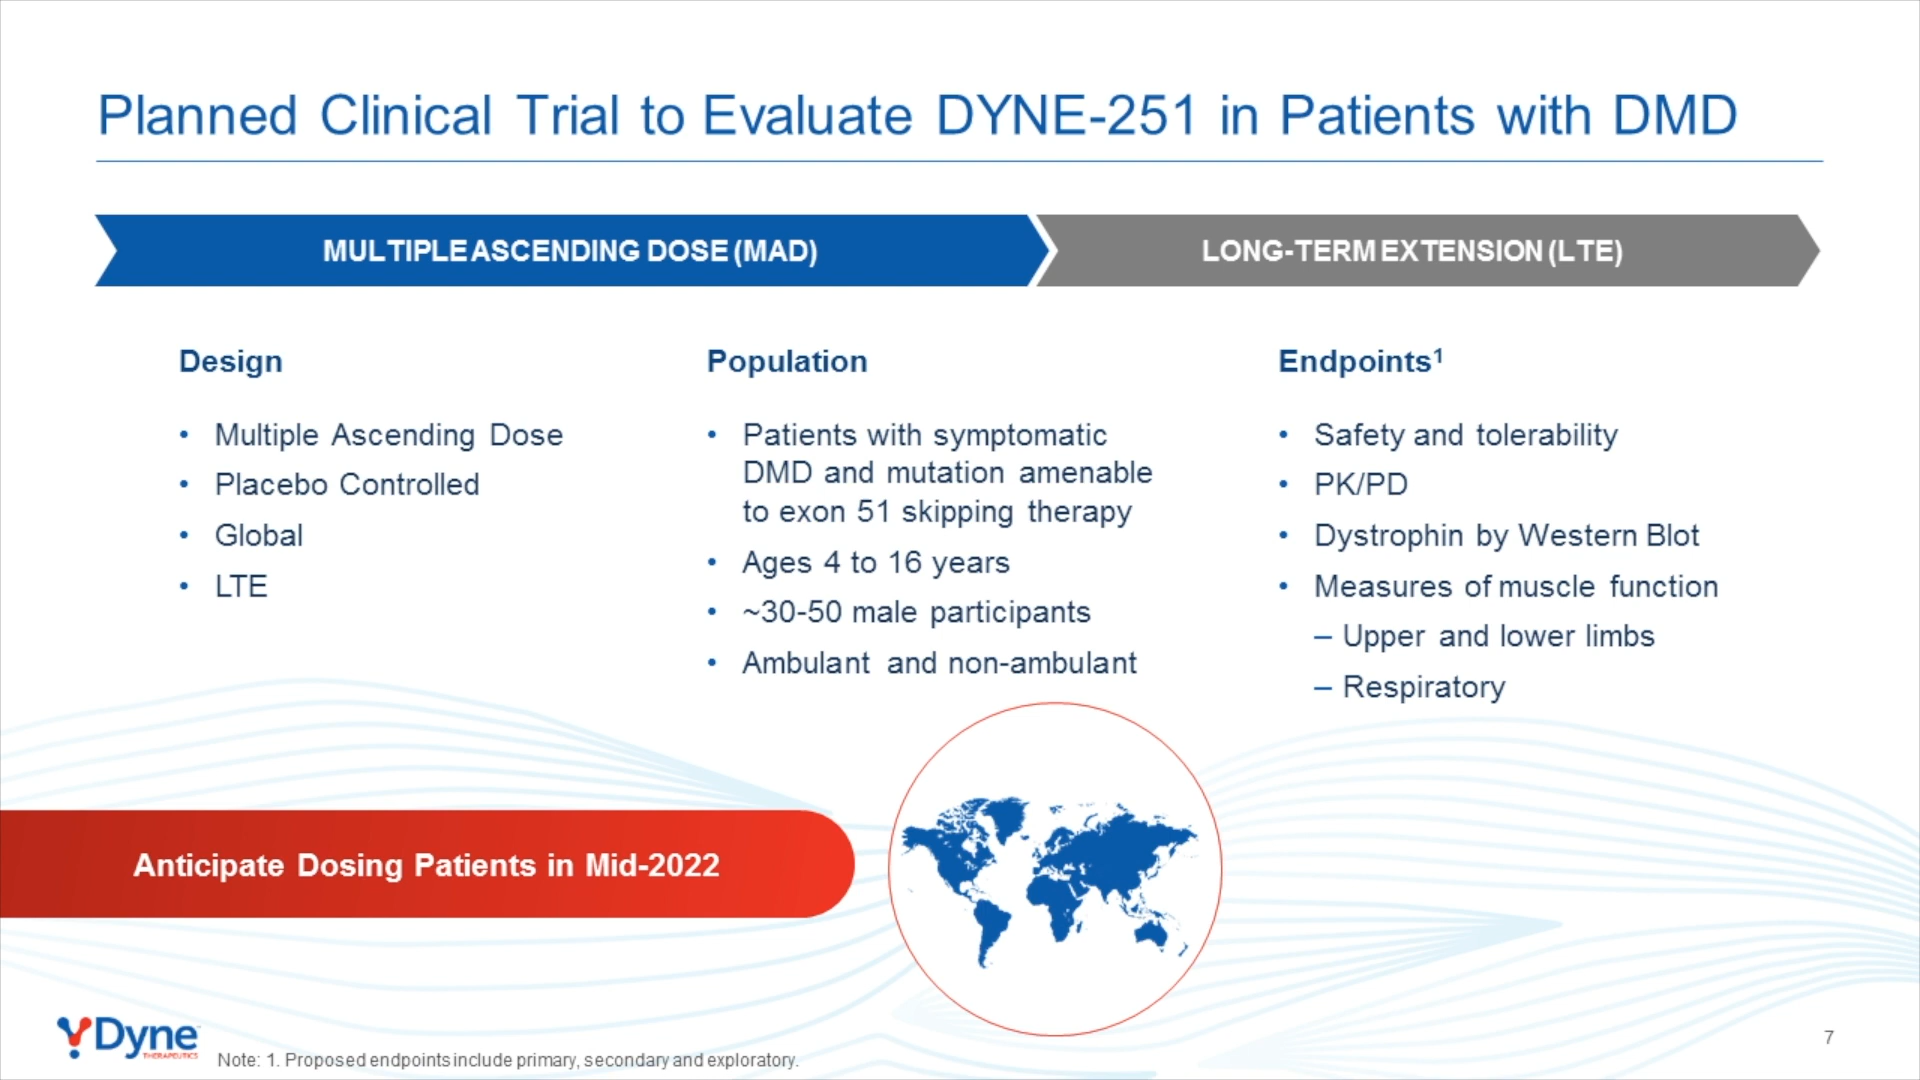 Planned Clinical Trial to Evaluate DYNE-251 in Patients with DMD
MULTIPLE ASCENDING DOSE (MAD)
LONG-TERM EXTENSION (LTE)
Design
• Multiple Ascending Dose
• Placebo Controlled
• Global
• LTE
Population
• Patients with symptomatic
DMD and mutation amenable
to exon 51 skipping therapy
• Ages 4 to 16 years
• ~30-50 male participants
• Ambulant and non-ambulant
Endpoints¹
• Safety and tolerability
• PK/PD
• Dystrophin by Western Blot
• Measures of muscle function
– Upper and lower limbs
– Respiratory
Anticipate Dosing Patients in Mid-2022
Dyne
THERAPEUTICS
Note: 1. Proposed endpoints include primary, secondary and exploratory.
7